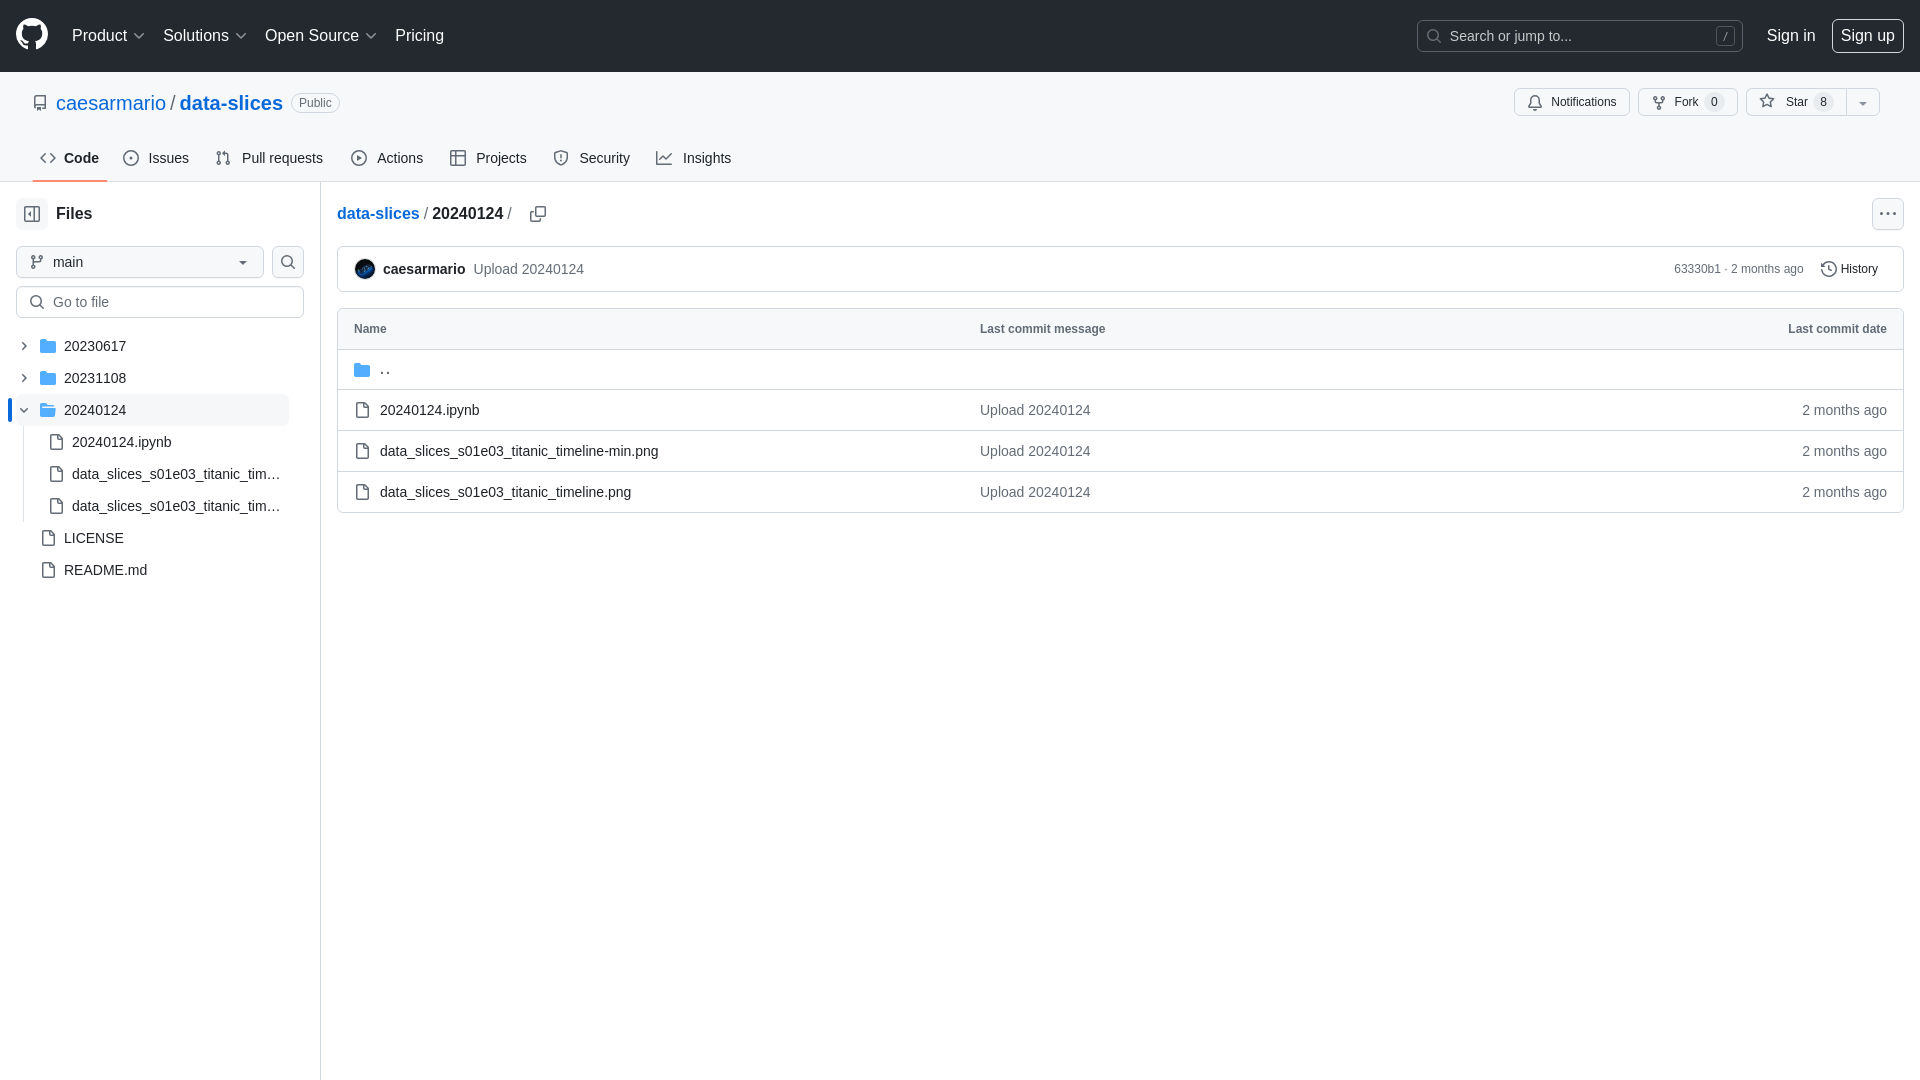 Product
Solutions
Open Source
Pricing
Search or jump to...
/
Sign in
Sign up
caesarmario / data-slices
Public
Notifications
Fork 0
Star 8
Code
Issues
Pull requests
Actions
Projects
Security
Insights
Files
main
Go to file
20230617
20231108
20240124
20240124.ipynb
data_slices_s01e03_titanic_tim…
data_slices_s01e03_titanic_tim…
LICENSE
README.md
data-slices / 20240124 /
caesarmario Upload 20240124
63330b1 · 2 months ago
History
Name Last commit message Last commit date
..
20240124.ipynb Upload 20240124 2 months ago
data_slices_s01e03_titanic_timeline-min.png Upload 20240124 2 months ago
data_slices_s01e03_titanic_timeline.png Upload 20240124 2 months ago